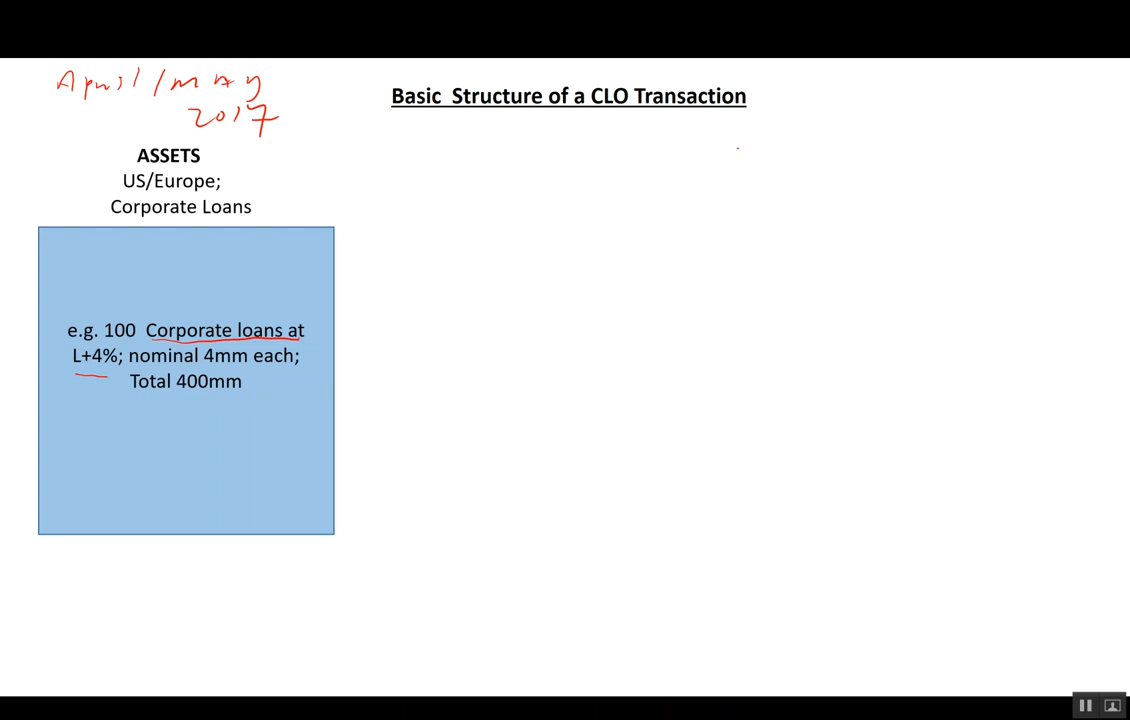 April/may
2017
Basic Structure of a CLO Transaction
ASSETS
US/Europe;
Corporate Loans
e.g. 100 Corporate loans at
L+4%; nominal 4mm each;
Total 400mm